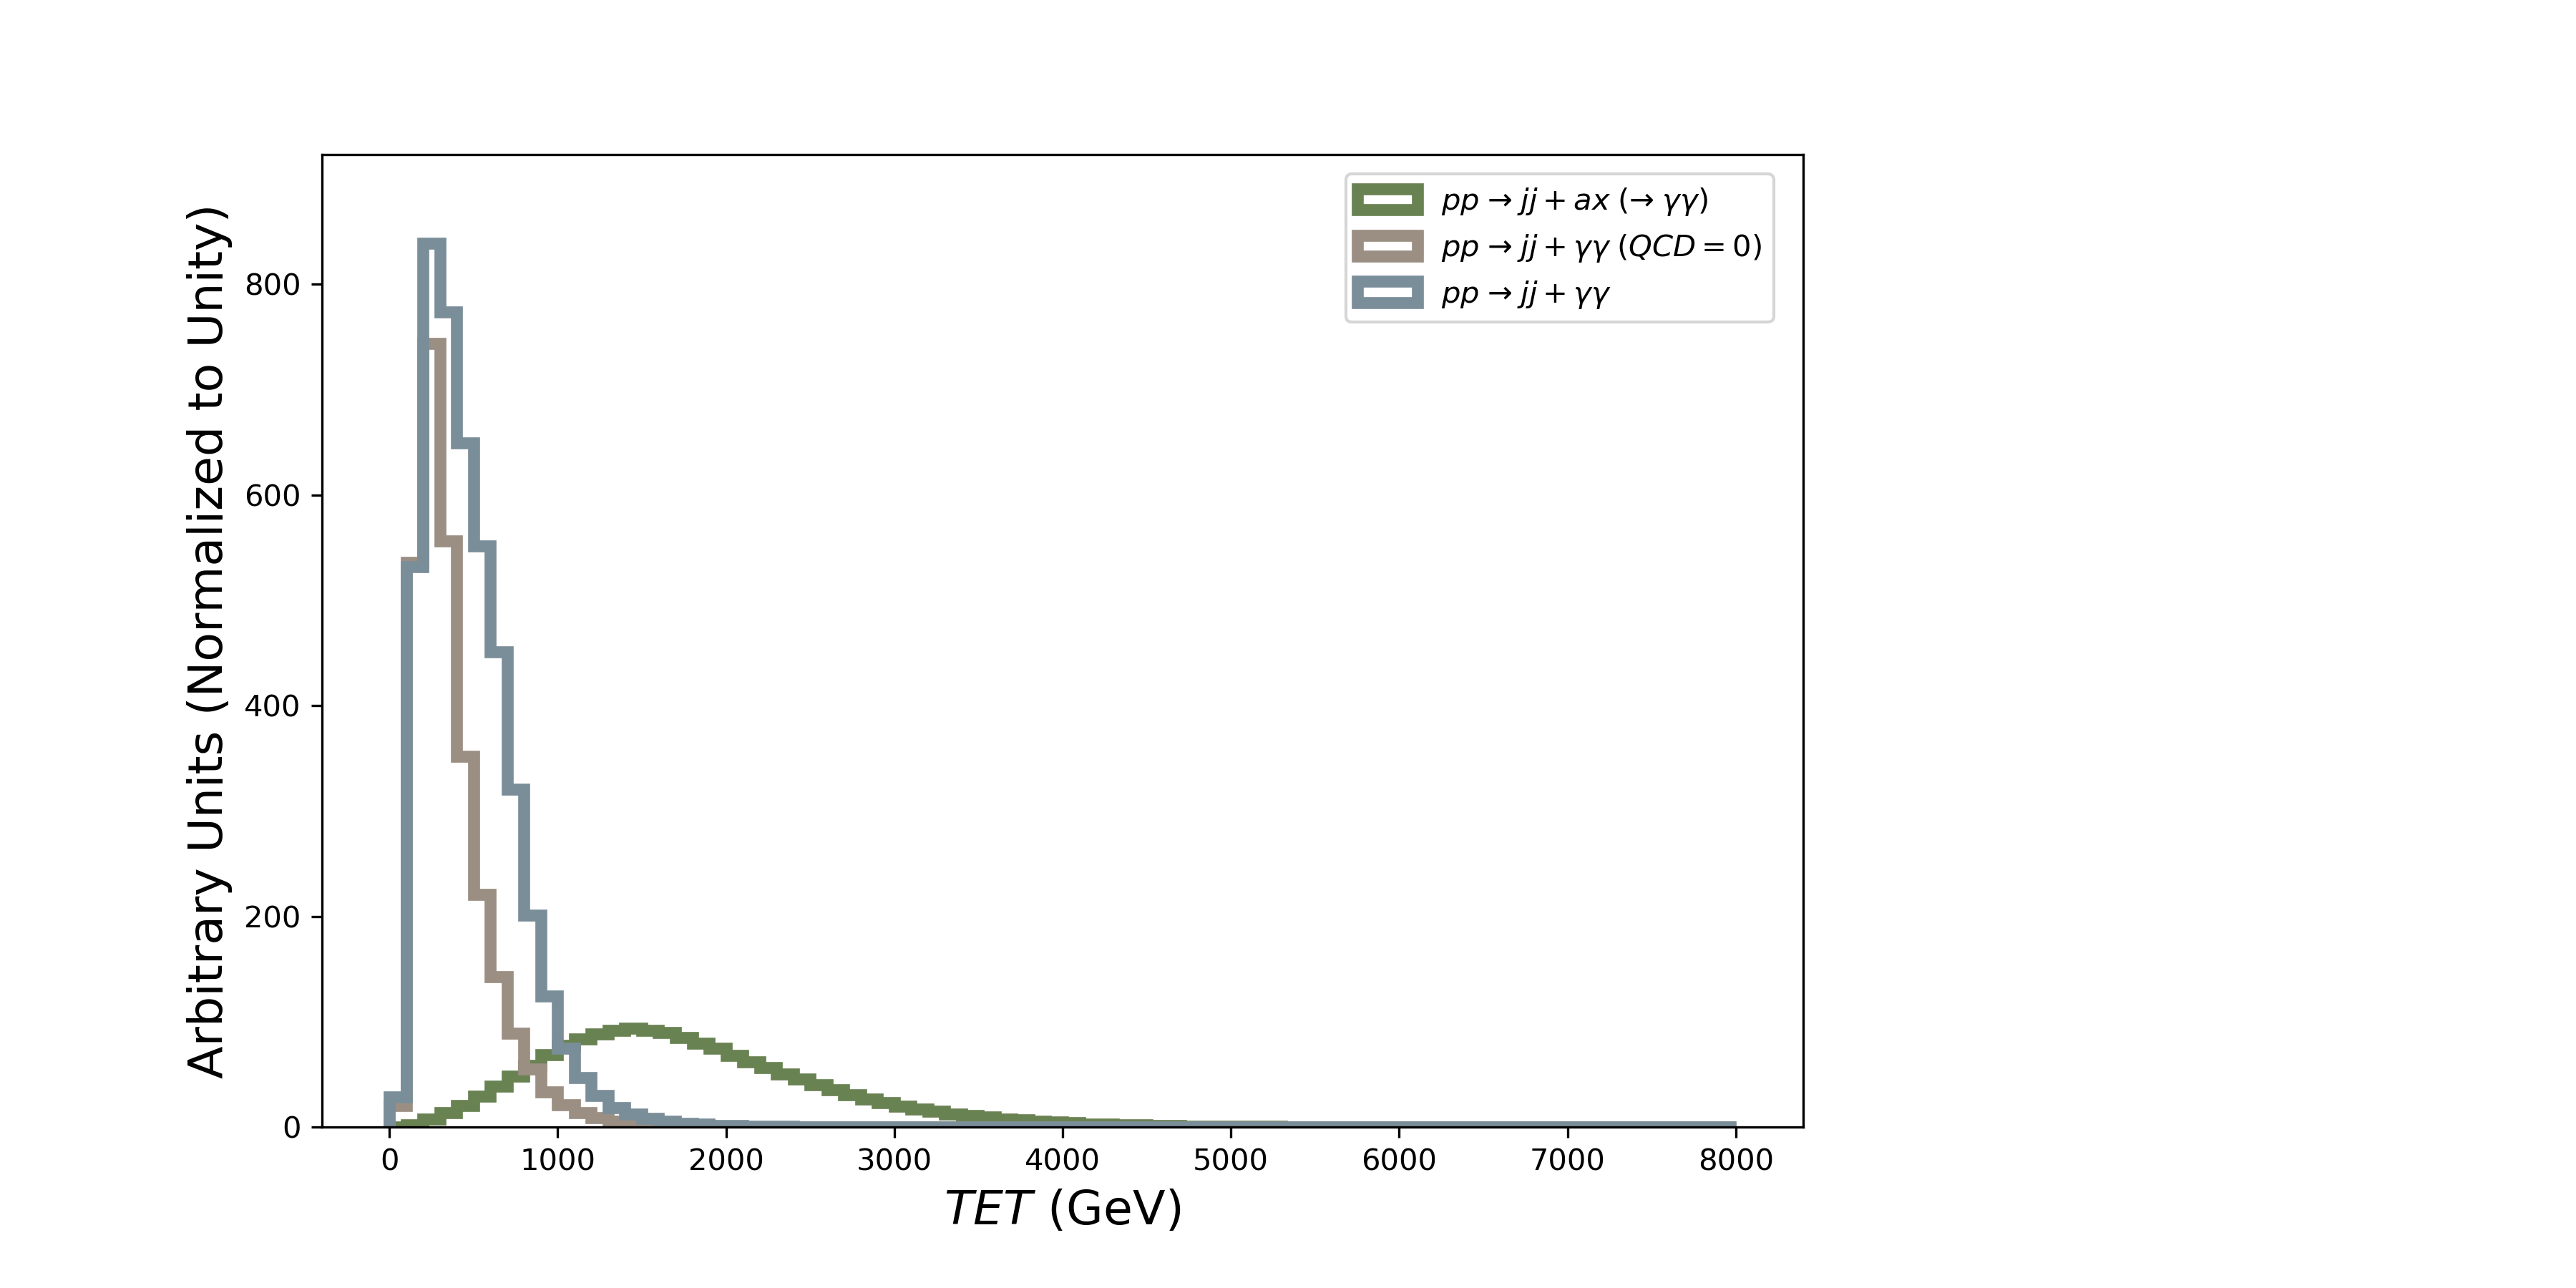 Arbitrary Units (Normalized to Unity)
800
600
400
200
0
pp → jj + ax (→ γγ)
pp → jj + γγ (QCD = 0)
pp → jj + γγ
0 1000 2000 3000 4000 5000 6000 7000 8000
TET (GeV)